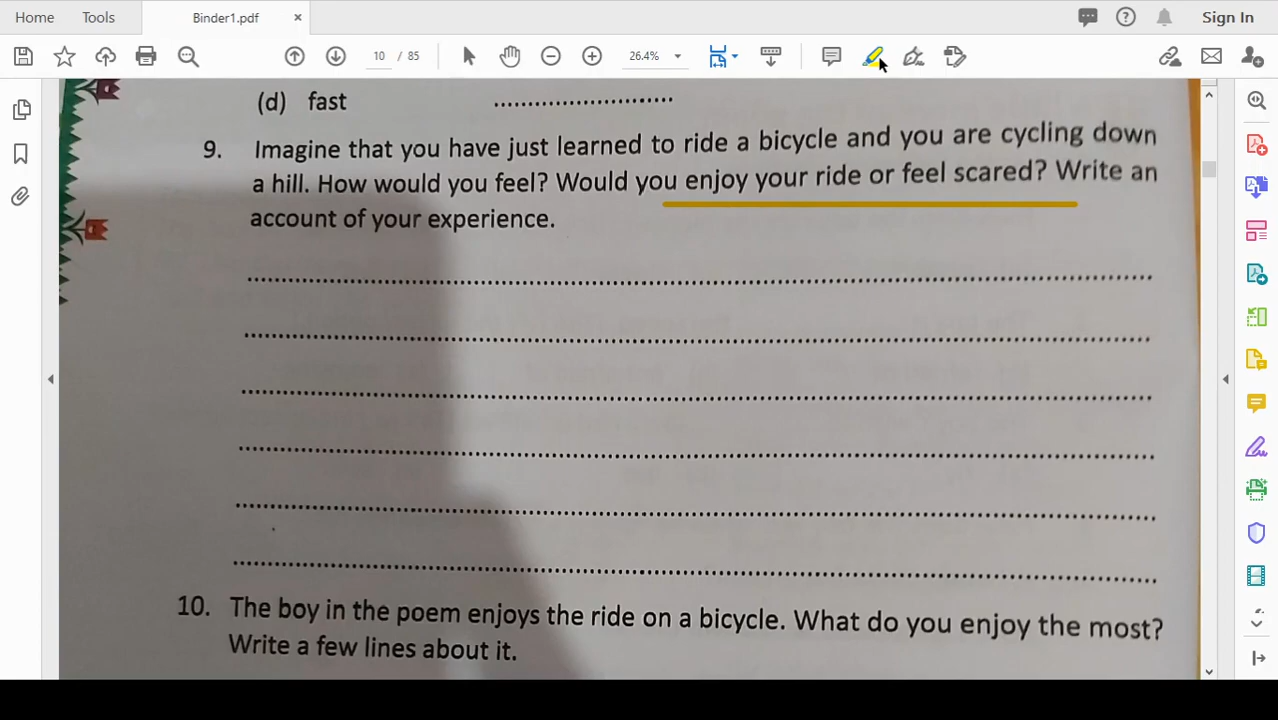 Home Tools Binder1.pdf × Sign In
10 / 85 26.4%
(d) fast ..............................
9. Imagine that you have just learned to ride a bicycle and you are cycling down
a hill. How would you feel? Would you enjoy your ride or feel scared? Write an
account of your experience.
10. The boy in the poem enjoys the ride on a bicycle. What do you enjoy the most?
Write a few lines about it.